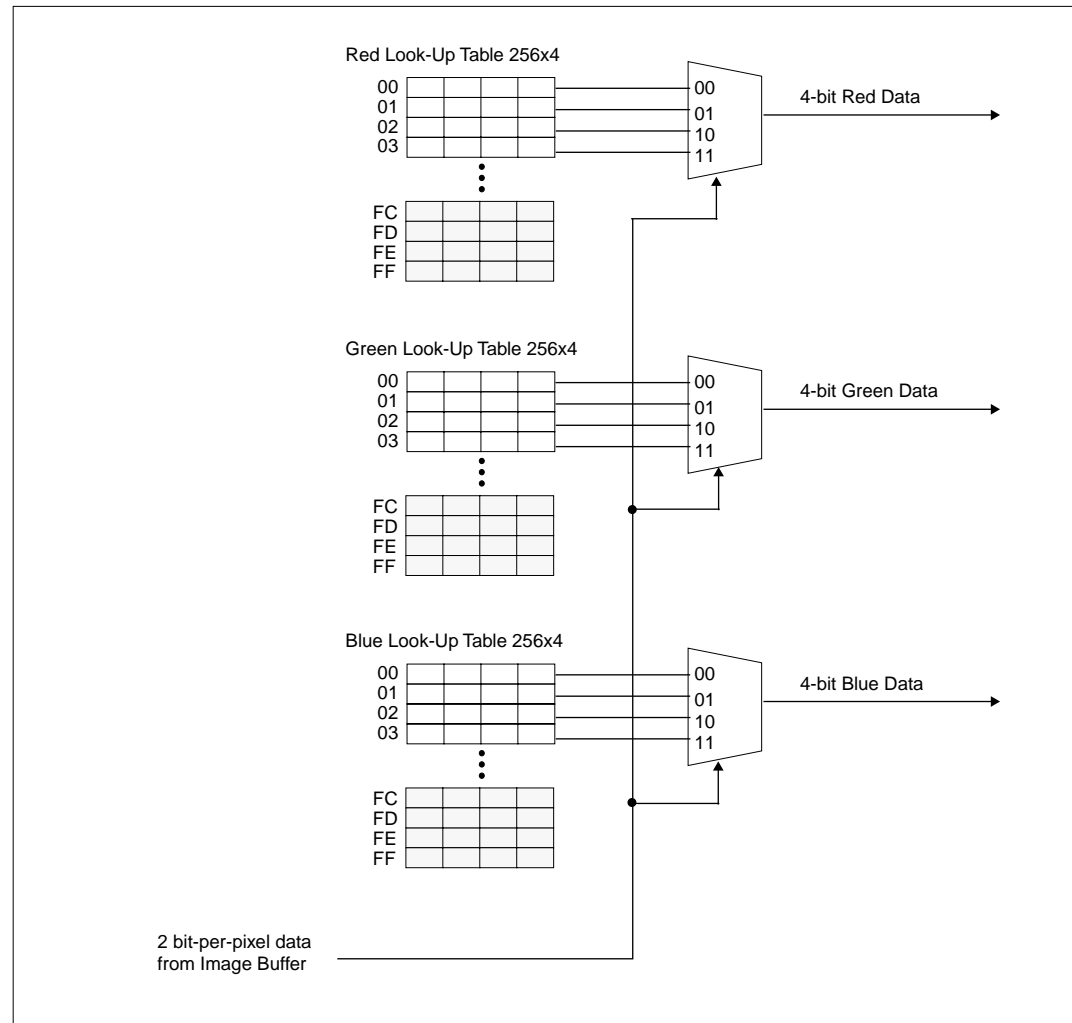 Red Look-Up Table 256x4
00
01
02
03
FC
FD
FE
FF
00
01
10
11
4-bit Red Data
Green Look-Up Table 256x4
00
01
02
03
FC
FD
FE
FF
00
01
10
11
4-bit Green Data
Blue Look-Up Table 256x4
00
01
02
03
FC
FD
FE
FF
00
01
10
11
4-bit Blue Data
2 bit-per-pixel data
from Image Buffer